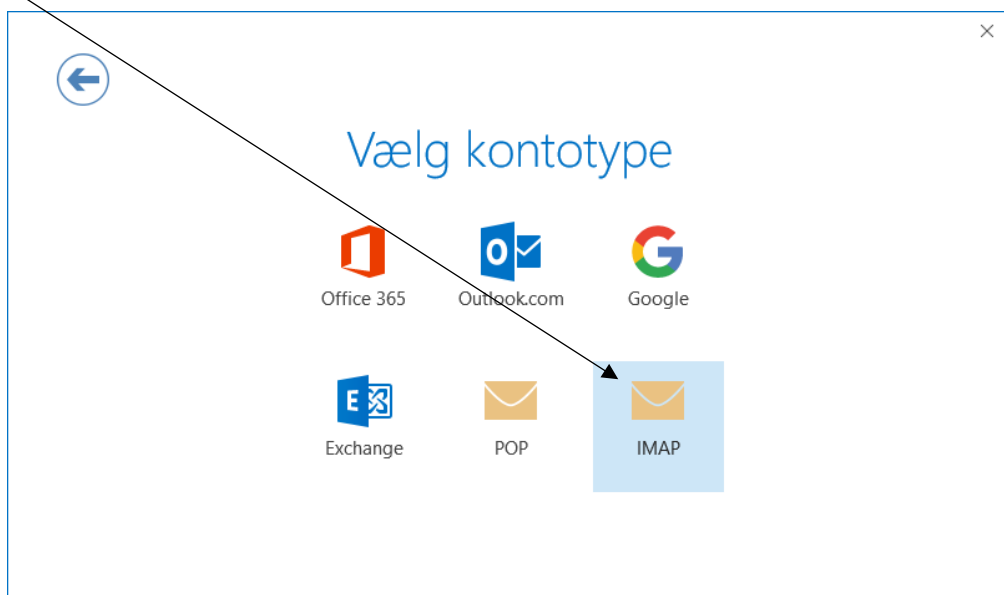 Vælg kontotype
Office 365
Outlook.com
Google
Exchange
POP
IMAP